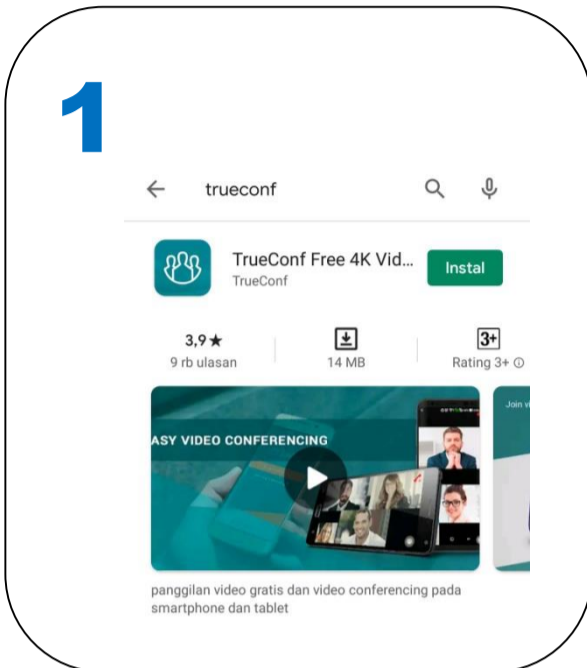 1
trueconf
TrueConf Free 4K Vid...
TrueConf
Instal
3,9★
9 rb ulasan
14 MB
3+
Rating 3+
ASY VIDEO CONFERENCING
Join vi
panggilan video gratis dan video conferencing pada
smartphone dan tablet